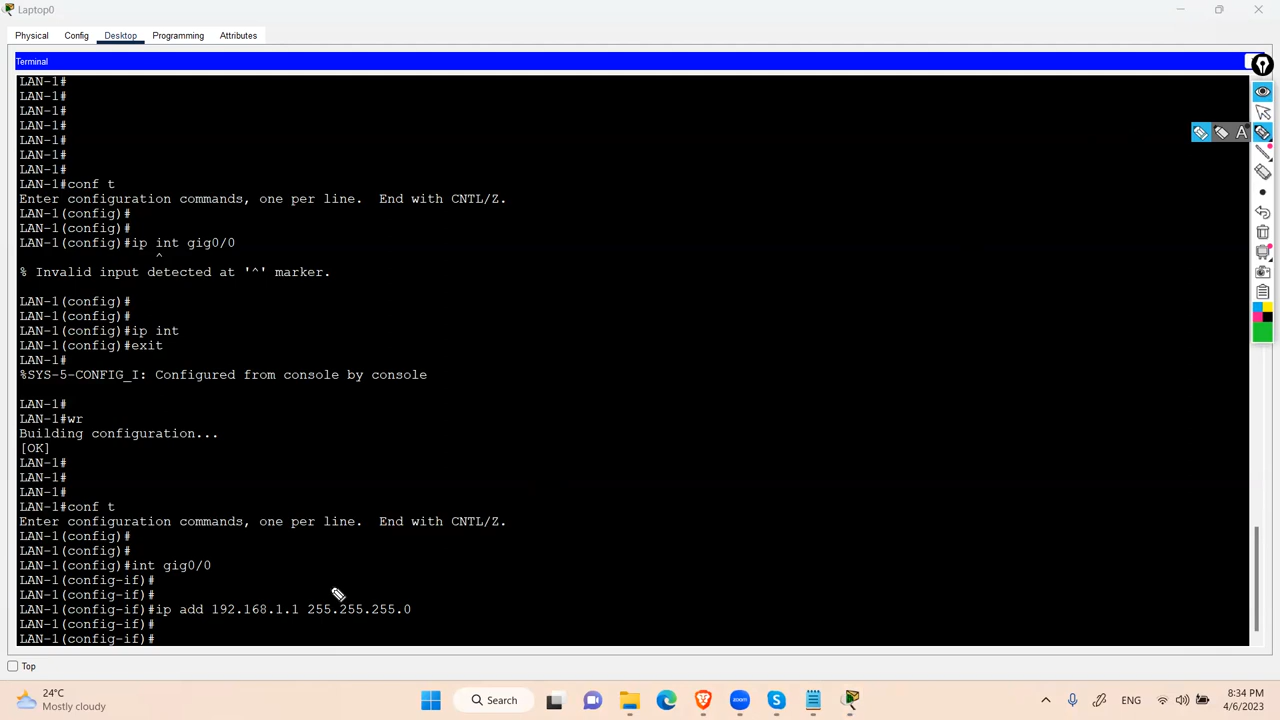 Laptop0
Physical Config Desktop Programming Attributes
Terminal
LAN-1#
LAN-1#
LAN-1#
LAN-1#
LAN-1#
LAN-1#
LAN-1#
LAN-1#conf t
Enter configuration commands, one per line.  End with CNTL/Z.
LAN-1(config)#
LAN-1(config)#
LAN-1(config)#ip int gig0/0
^
% Invalid input detected at '^' marker.
LAN-1(config)#
LAN-1(config)#
LAN-1(config)#ip int
LAN-1(config)#exit
LAN-1#
%SYS-5-CONFIG_I: Configured from console by console
LAN-1#
LAN-1#wr
Building configuration...
[OK]
LAN-1#
LAN-1#
LAN-1#
LAN-1#conf t
Enter configuration commands, one per line.  End with CNTL/Z.
LAN-1(config)#
LAN-1(config)#
LAN-1(config)#int gig0/0
LAN-1(config-if)#
LAN-1(config-if)#
LAN-1(config-if)#ip add 192.168.1.1 255.255.255.0
LAN-1(config-if)#
LAN-1(config-if)#
A
Top
24°C
Mostly cloudy
Search
zoom
ENG
8:34 PM
4/6/2023